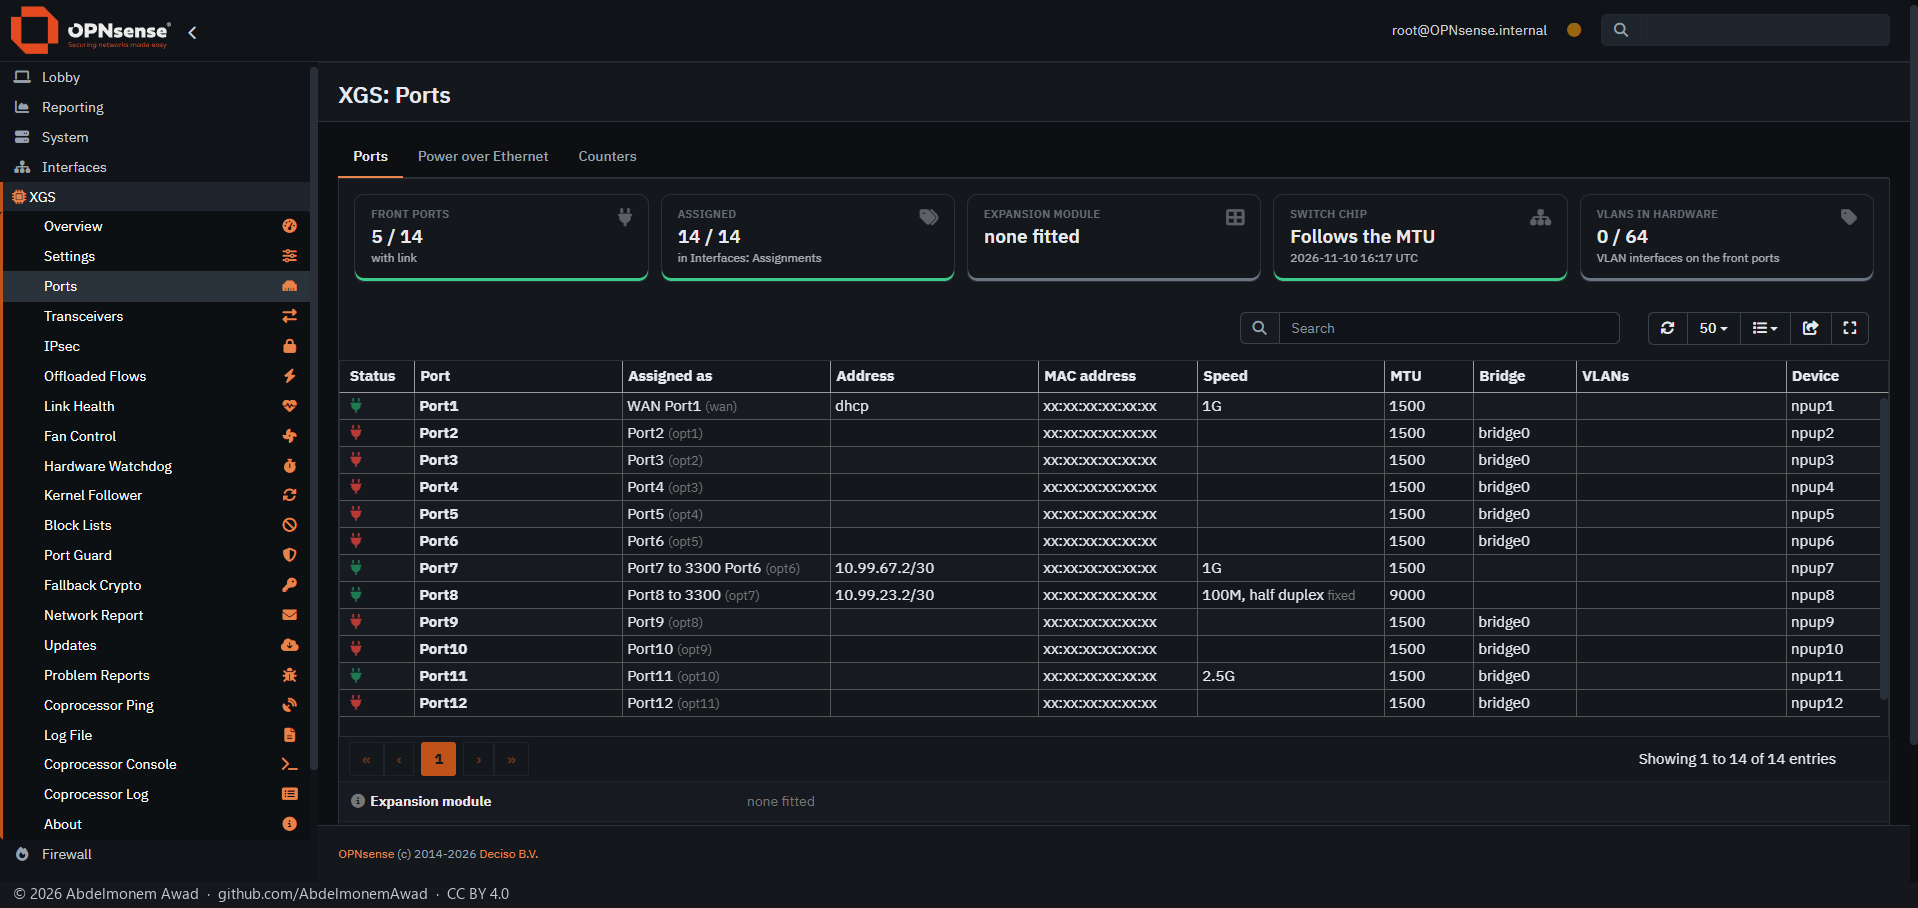 OPNsense®
Securing networks made easy
root@OPNsense.internal
Lobby
Reporting
System
Interfaces
XGS
Overview
Settings
Ports
Transceivers
IPsec
Offloaded Flows
Link Health
Fan Control
Hardware Watchdog
Kernel Follower
Block Lists
Port Guard
Fallback Crypto
Network Report
Updates
Problem Reports
Coprocessor Ping
Log File
Coprocessor Console
Coprocessor Log
About
Firewall
XGS: Ports
Ports Power over Ethernet Counters
FRONT PORTS
5 / 14
with link
ASSIGNED
14 / 14
in Interfaces: Assignments
EXPANSION MODULE
none fitted
SWITCH CHIP
Follows the MTU
2026-11-10 16:17 UTC
VLANS IN HARDWARE
0 / 64
VLAN interfaces on the front ports
Search
50
Status Port Assigned as Address MAC address Speed MTU Bridge VLANs Device
Port1 WAN Port1 (wan) dhcp xx:xx:xx:xx:xx:xx 1G 1500 npup1
Port2 Port2 (opt1) xx:xx:xx:xx:xx:xx 1500 bridge0 npup2
Port3 Port3 (opt2) xx:xx:xx:xx:xx:xx 1500 bridge0 npup3
Port4 Port4 (opt3) xx:xx:xx:xx:xx:xx 1500 bridge0 npup4
Port5 Port5 (opt4) xx:xx:xx:xx:xx:xx 1500 bridge0 npup5
Port6 Port6 (opt5) xx:xx:xx:xx:xx:xx 1500 bridge0 npup6
Port7 Port7 to 3300 Port6 (opt6) 10.99.67.2/30 xx:xx:xx:xx:xx:xx 1G 1500 npup7
Port8 Port8 to 3300 (opt7) 10.99.23.2/30 xx:xx:xx:xx:xx:xx 100M, half duplex fixed 9000 npup8
Port9 Port9 (opt8) xx:xx:xx:xx:xx:xx 1500 bridge0 npup9
Port10 Port10 (opt9) xx:xx:xx:xx:xx:xx 1500 bridge0 npup10
Port11 Port11 (opt10) xx:xx:xx:xx:xx:xx 2.5G 1500 bridge0 npup11
Port12 Port12 (opt11) xx:xx:xx:xx:xx:xx 1500 bridge0 npup12
« ‹ 1 › »
Showing 1 to 14 of 14 entries
Expansion module none fitted
OPNsense (c) 2014-2026 Deciso B.V.
© 2026 Abdelmonem Awad · github.com/AbdelmonemAwad · CC BY 4.0